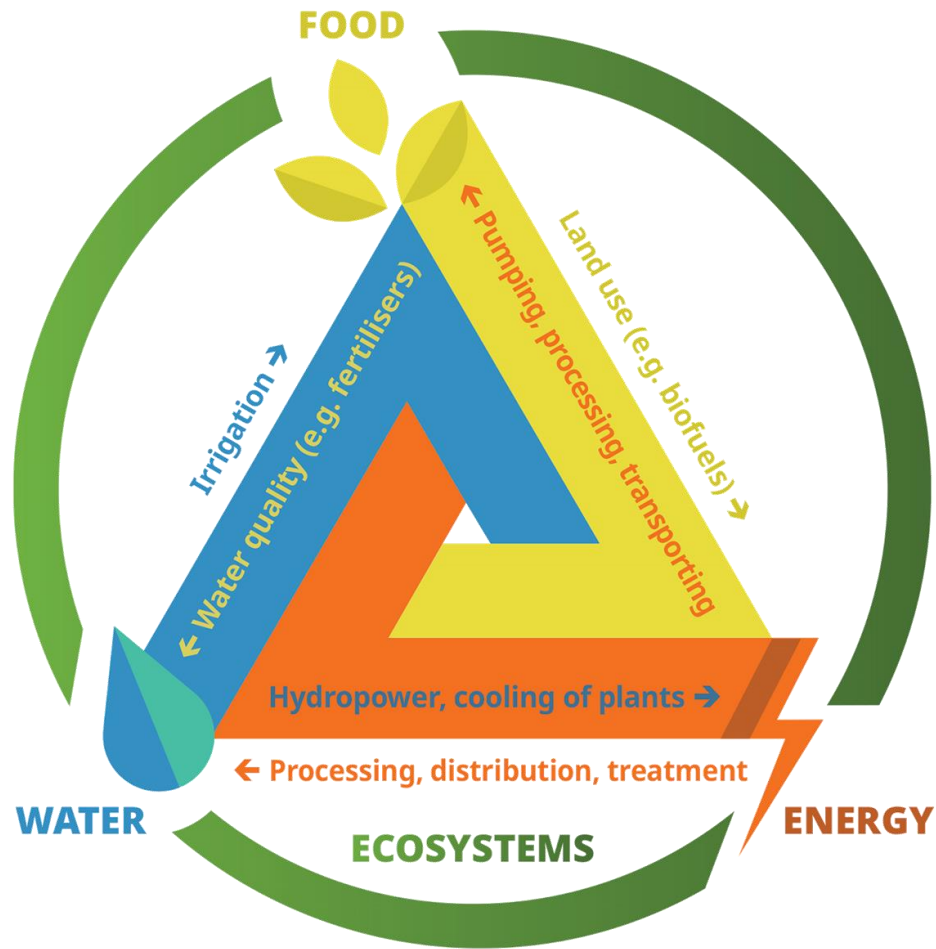 FOOD
← Pumping, processing, transporting
Land use (e.g. biofuels) →
Irrigation →
← Water quality (e.g. fertilisers)
Hydropower, cooling of plants →
← Processing, distribution, treatment
WATER
ENERGY
ECOSYSTEMS